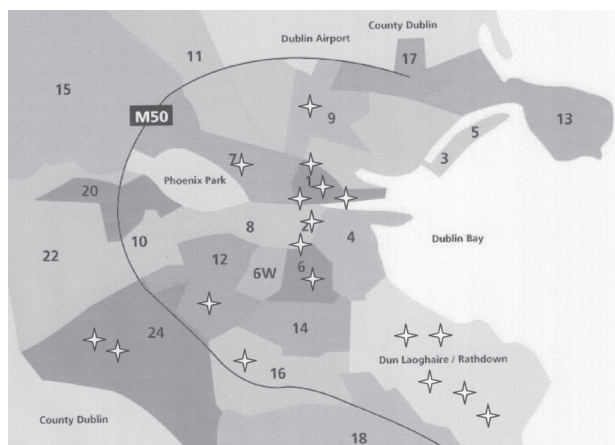 County Dublin
Dublin Airport
11
17
15
M50
9
13
5
3
7
1
Phoenix Park
20
8
2
4
Dublin Bay
10
22
12
6W
6
24
14
Dun Laoghaire / Rathdown
16
County Dublin
18